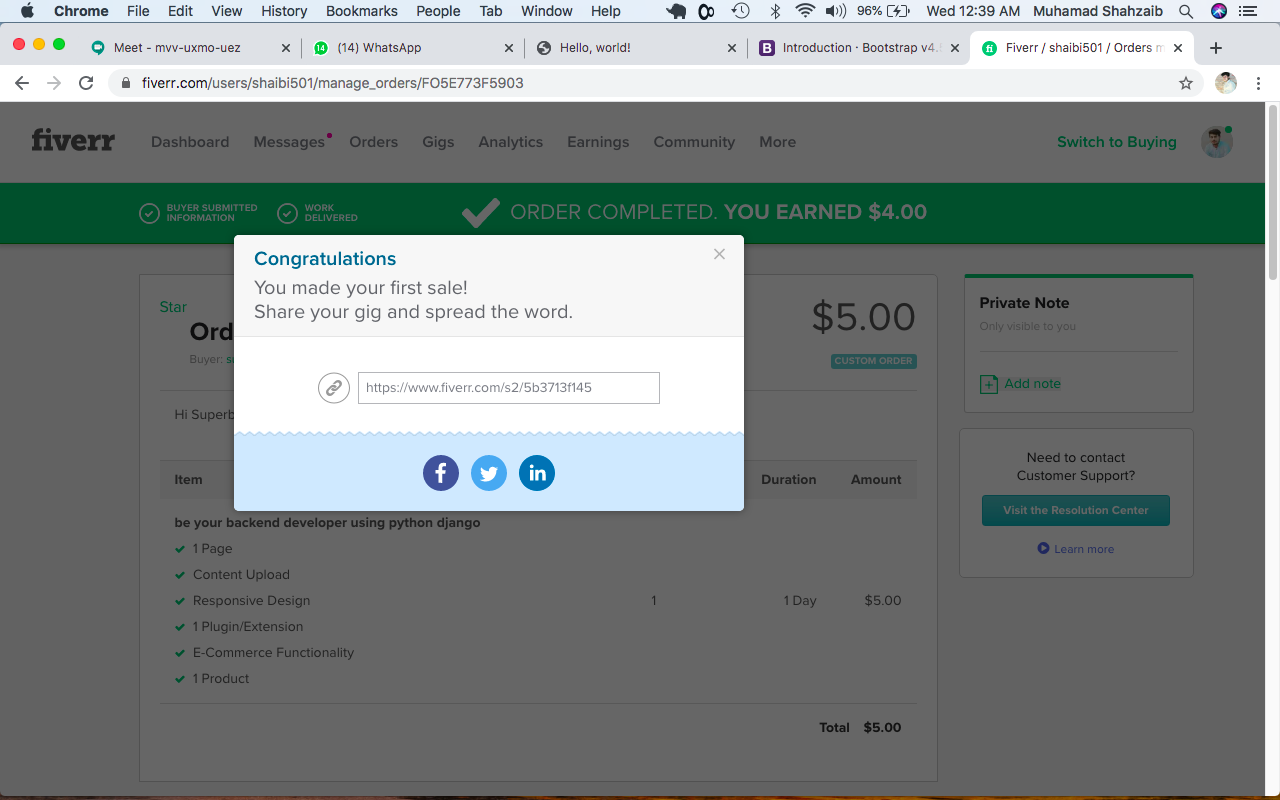 Chrome File Edit View History Bookmarks People Tab Window Help 96% Wed 12:39 AM Muhamad Shahzaib
Meet - mvv-uxmo-uez
14 (14) WhatsApp
Hello, world!
B Introduction · Bootstrap v4.
fi Fiverr / shaibi501 / Orders
fiverr.com/users/shaibi501/manage_orders/FO5E773F5903
fiverr Dashboard Messages Orders Gigs Analytics Earnings Community More Switch to Buying
BUYER SUBMITTED
INFORMATION
WORK
DELIVERED
ORDER COMPLETED. YOU EARNED $4.00
Congratulations
You made your first sale!
Share your gig and spread the word.
https://www.fiverr.com/s2/5b3713f145
f
in
Star
Ord
$5.00
Buyer:
CUSTOM ORDER
Hi Superb
Item Duration Amount
be your backend developer using python django
1 Page
Content Upload
Responsive Design 1 1 Day $5.00
1 Plugin/Extension
E-Commerce Functionality
1 Product
Total $5.00
Private Note
Only visible to you
Add note
Need to contact
Customer Support?
Visit the Resolution Center
Learn more